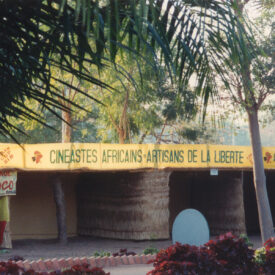 CINEASTES AFRICAINS ARTISANS DE LA LIBERTE